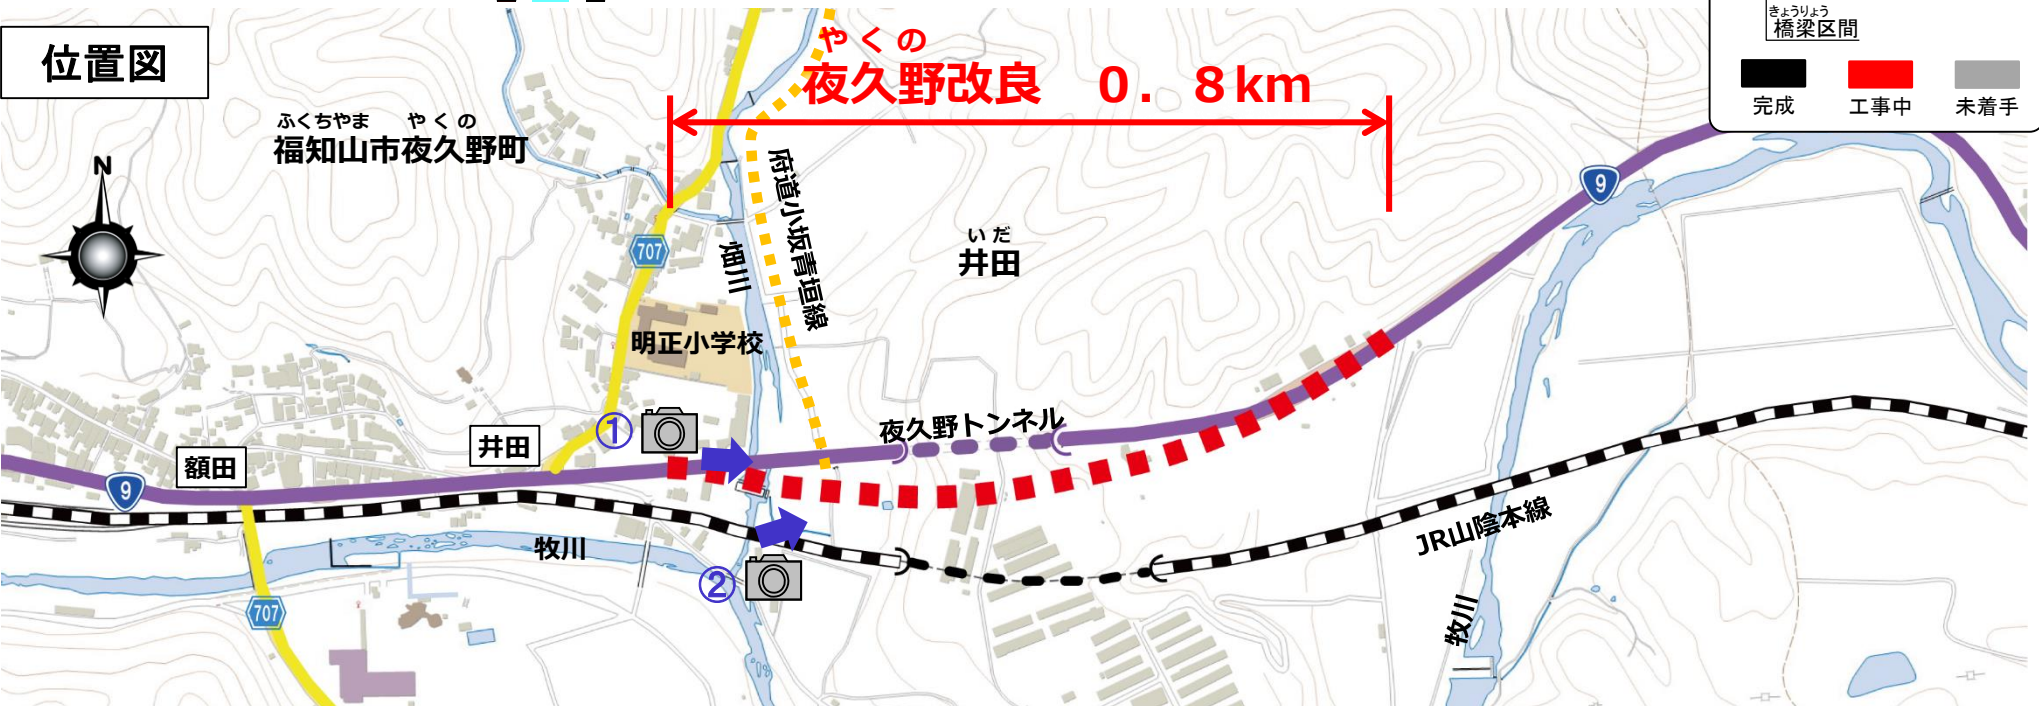 位置図
きょうりょう
橋梁区間
完成
工事中
未着手
やくの
夜久野改良 0.8km
ふくちやま やくの
福知山市夜久野町
N
9
707
畑川
府道小坂青垣線
いだ
井田
明正小学校
①
夜久野トンネル
井田
額田
9
牧川
②
JR山陰本線
707
牧川